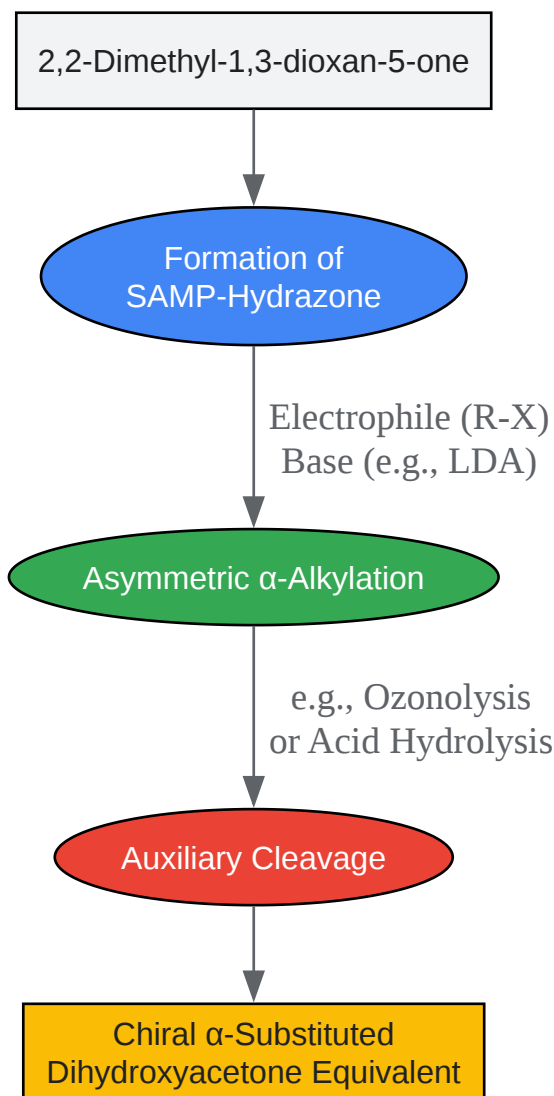 2,2-Dimethyl-1,3-dioxan-5-one
Formation of
SAMP-Hydrazone
Electrophile (R-X)
Base (e.g., LDA)
Asymmetric α-Alkylation
e.g., Ozonolysis
or Acid Hydrolysis
Auxiliary Cleavage
Chiral α-Substituted
Dihydroxyacetone Equivalent